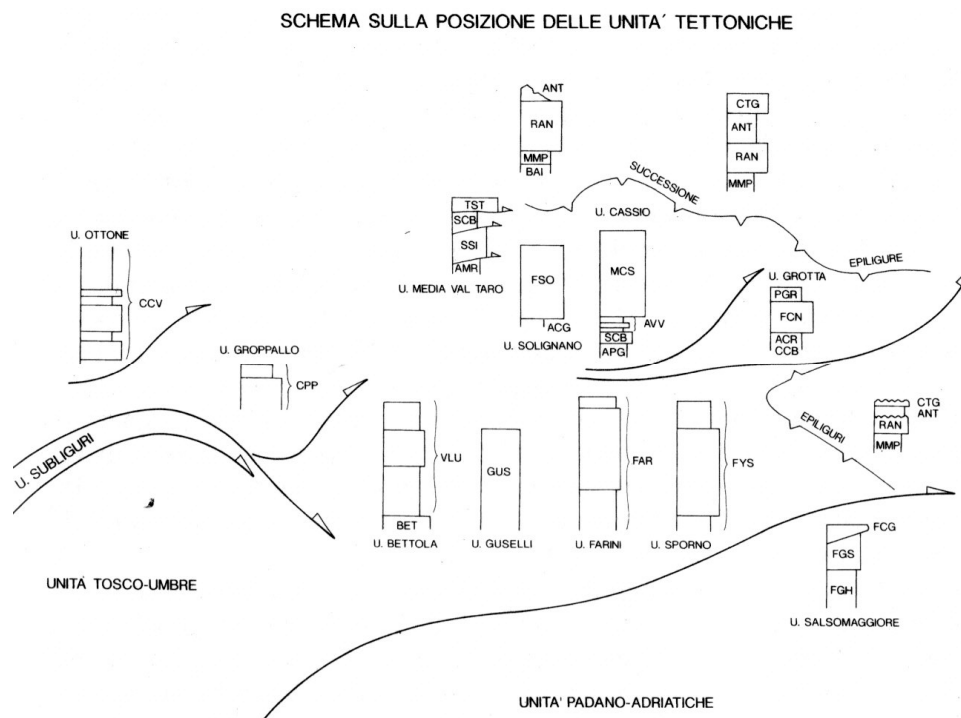 SCHEMA SULLA POSIZIONE DELLE UNITA´ TETTONICHE
ANT
RAN
MMP
BAI
CTG
ANT
RAN
MMP
SUCCESSIONE
EPILIGURE
TST
SCB
SSI
AMR
U. MEDIA VAL TARO
U. CASSIO
FSO
ACG
U. SOLIGNANO
MCS
AVV
SCB
APG
U. GROTTA
PGR
FCN
ACR
CCB
U. OTTONE
CCV
U. GROPPALLO
CPP
U. SUBLIGURI
VLU
BET
U. BETTOLA
GUS
U. GUSELLI
FAR
U. FARINI
FYS
U. SPORNO
EPILIGURI
CTG
ANT
RAN
MMP
FCG
FGS
FGH
U. SALSOMAGGIORE
UNITA TOSCO-UMBRE
UNITA' PADANO-ADRIATICHE